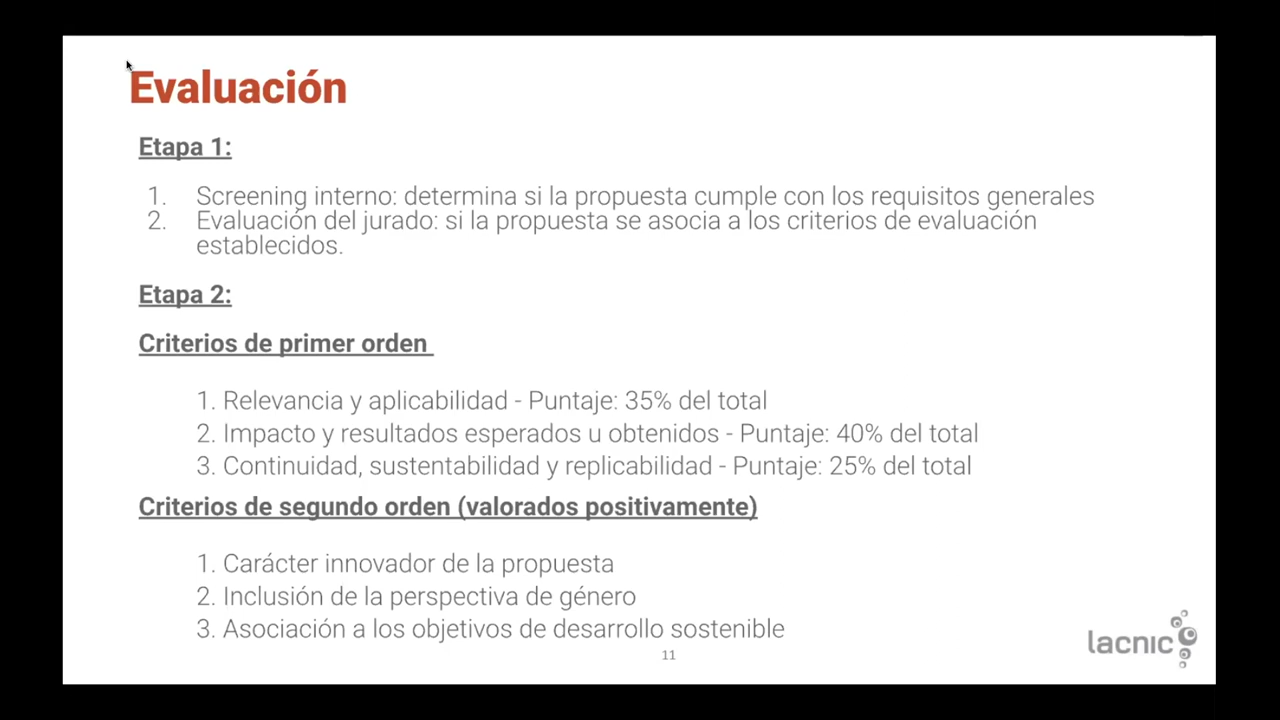 Evaluación
Etapa 1:
1. Screening interno: determina si la propuesta cumple con los requisitos generales
2. Evaluación del jurado: si la propuesta se asocia a los criterios de evaluación
establecidos.
Etapa 2:
Criterios de primer orden
1. Relevancia y aplicabilidad - Puntaje: 35% del total
2. Impacto y resultados esperados u obtenidos - Puntaje: 40% del total
3. Continuidad, sustentabilidad y replicabilidad - Puntaje: 25% del total
Criterios de segundo orden (valorados positivamente)
1. Carácter innovador de la propuesta
2. Inclusión de la perspectiva de género
3. Asociación a los objetivos de desarrollo sostenible
lacnic
11